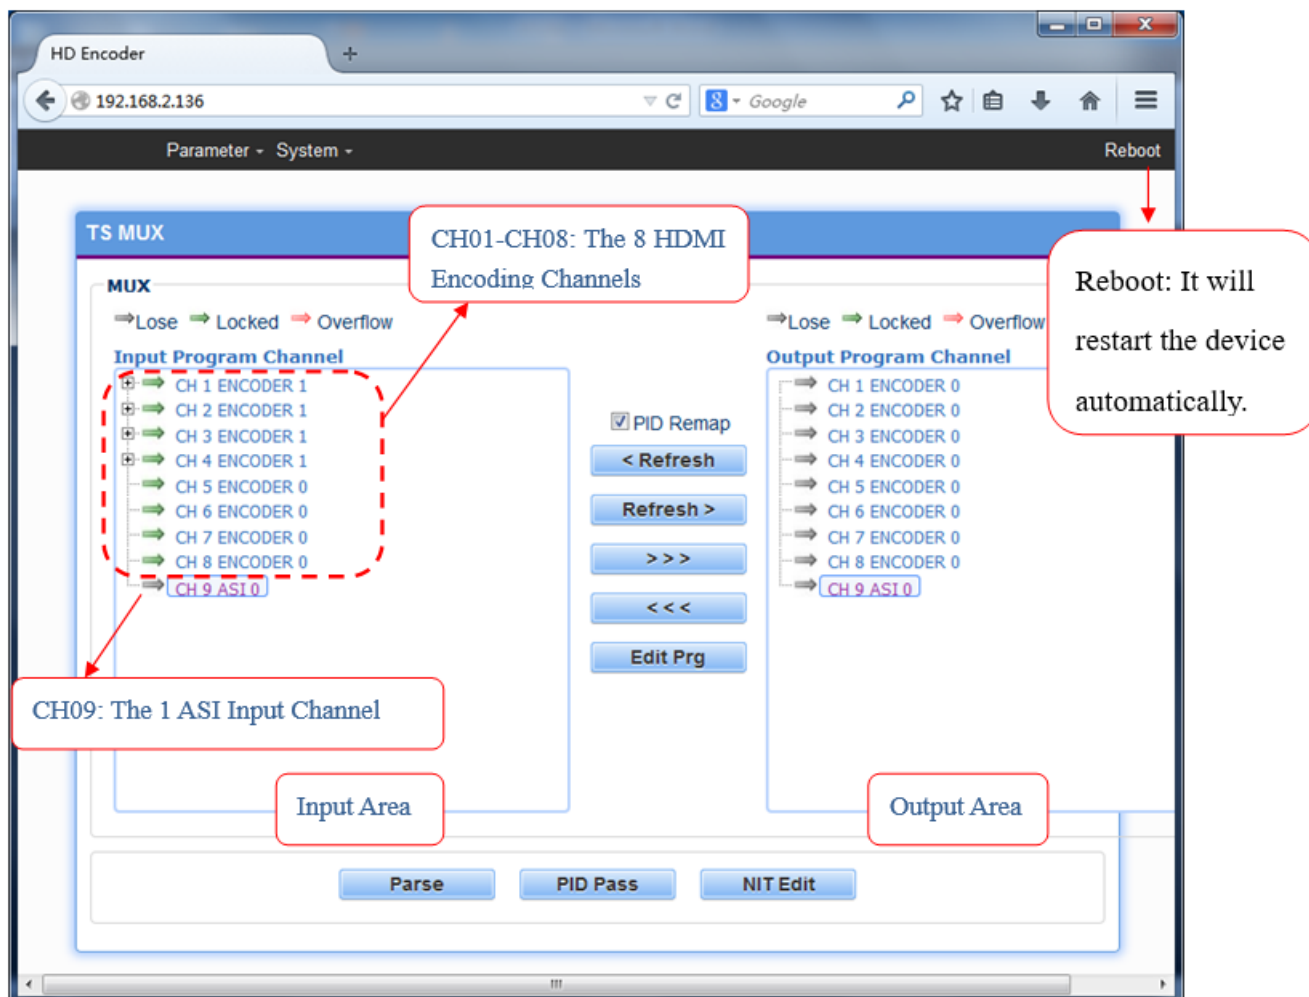 HD Encoder
192.168.2.136
Google
Parameter System Reboot
TS MUX
CH01-CH08: The 8 HDMI
Encoding Channels
Reboot: It will
restart the device
automatically.
MUX
Lose Locked Overflow
Input Program Channel
CH 1 ENCODER 1
CH 2 ENCODER 1
CH 3 ENCODER 1
CH 4 ENCODER 1
CH 5 ENCODER 0
CH 6 ENCODER 0
CH 7 ENCODER 0
CH 8 ENCODER 0
CH 9 ASI 0
PID Remap
< Refresh
Refresh >
> > >
< < <
Edit Prg
Lose Locked Overflow
Output Program Channel
CH 1 ENCODER 0
CH 2 ENCODER 0
CH 3 ENCODER 0
CH 4 ENCODER 0
CH 5 ENCODER 0
CH 6 ENCODER 0
CH 7 ENCODER 0
CH 8 ENCODER 0
CH 9 ASI 0
CH09: The 1 ASI Input Channel
Input Area
Output Area
Parse PID Pass NIT Edit